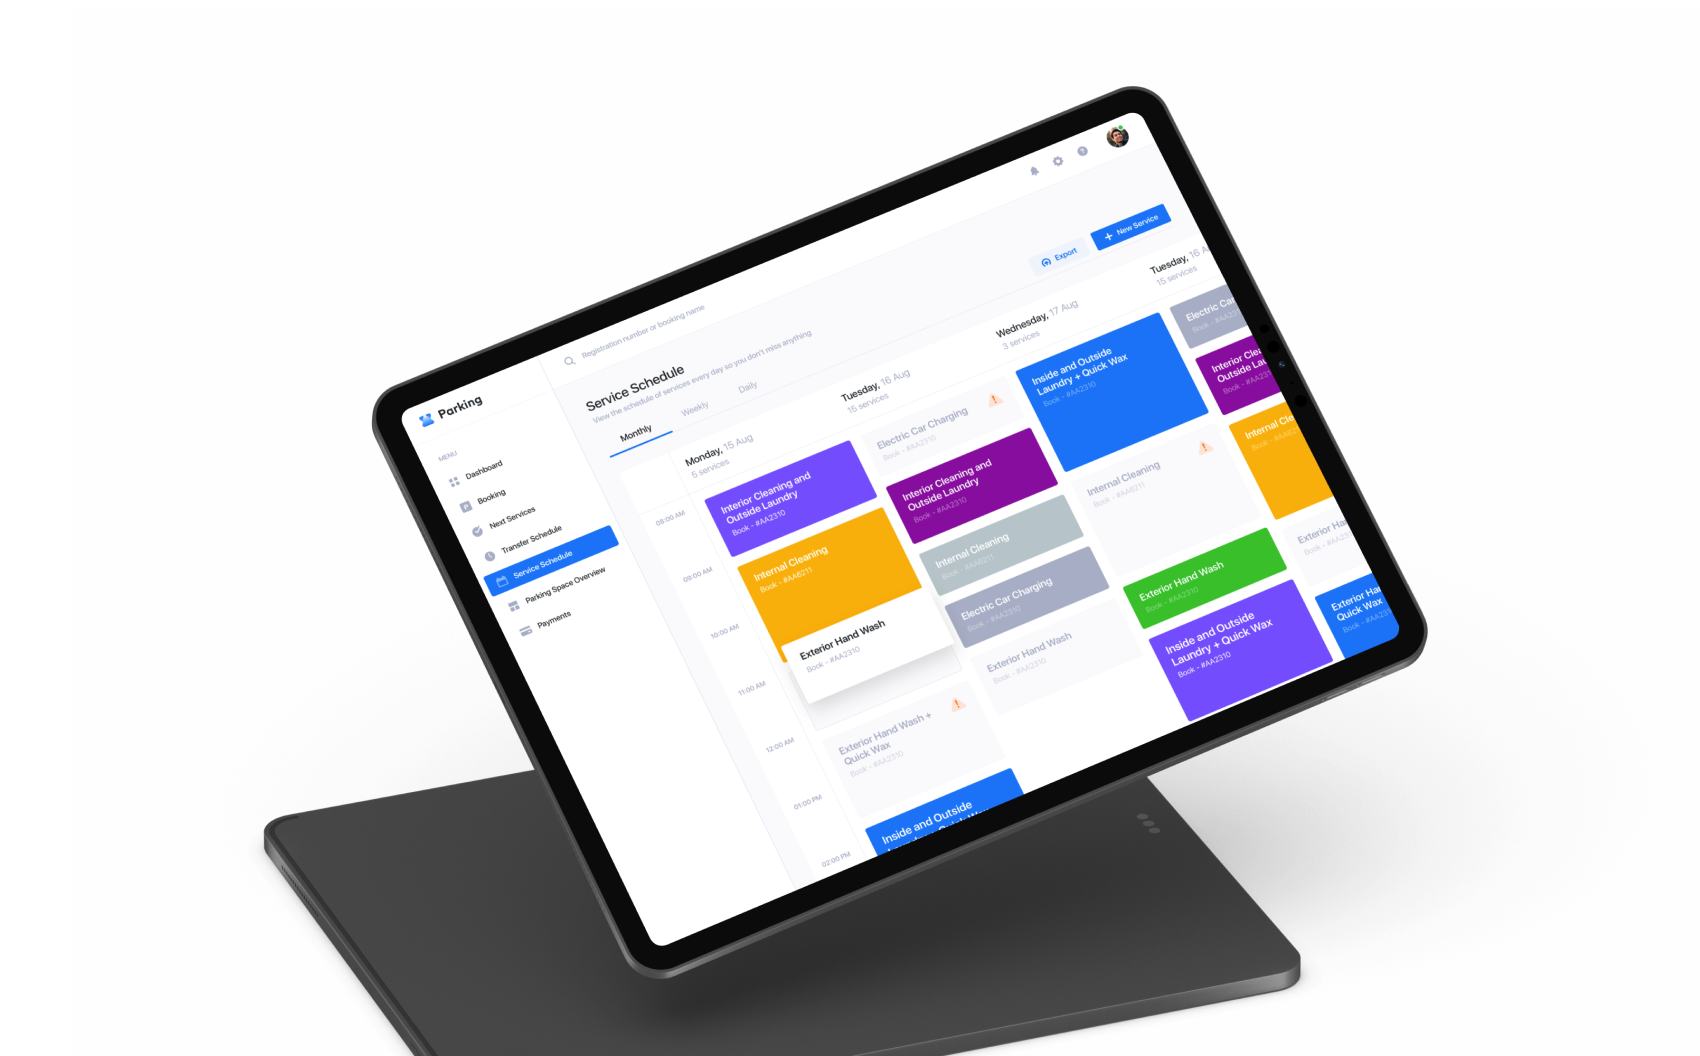 Parking
MENU
Dashboard
Booking
Next Services
Transfer Schedule
Service Schedule
Parking Space Overview
Payments
Registration number or booking name
Service Schedule
View the schedule of services every day so you don't miss anything
Monthly
Weekly
Daily
Export
+ New Service
Monday, 15 Aug
5 services
Tuesday, 16 Aug
15 services
Wednesday, 17 Aug
3 services
Tuesday, 16 A
15 services
08:00 AM
09:00 AM
10:00 AM
11:00 AM
12:00 AM
01:00 PM
02:00 PM
Interior Cleaning and
Outside Laundry
Book - #AA2310
Internal Cleaning
Book - #AA6211
Exterior Hand Wash
Book - #AA2310
Exterior Hand Wash +
Quick Wax
Book - #AA2310
Inside and Outside
Electric Car Charging
Book - #AA2310
Interior Cleaning and
Outside Laundry
Book - #AA2310
Internal Cleaning
Book - #AA6211
Electric Car Charging
Book - #AA2310
Exterior Hand Wash
Book - #AA2310
Inside and Outside
Laundry + Quick Wax
Book - #AA2310
Internal Cleaning
Book - #AA6211
Exterior Hand Wash
Book - #AA2310
Inside and Outside
Laundry + Quick Wax
Book - #AA2310
Electric Car
Book - #AA231
Interior Clea
Outside Lau
Book - #AA231
Internal Cle
Book - #AA621
Exterior Ha
Book - #AA23
Exterior Han
Quick Wax
Book - #AA231